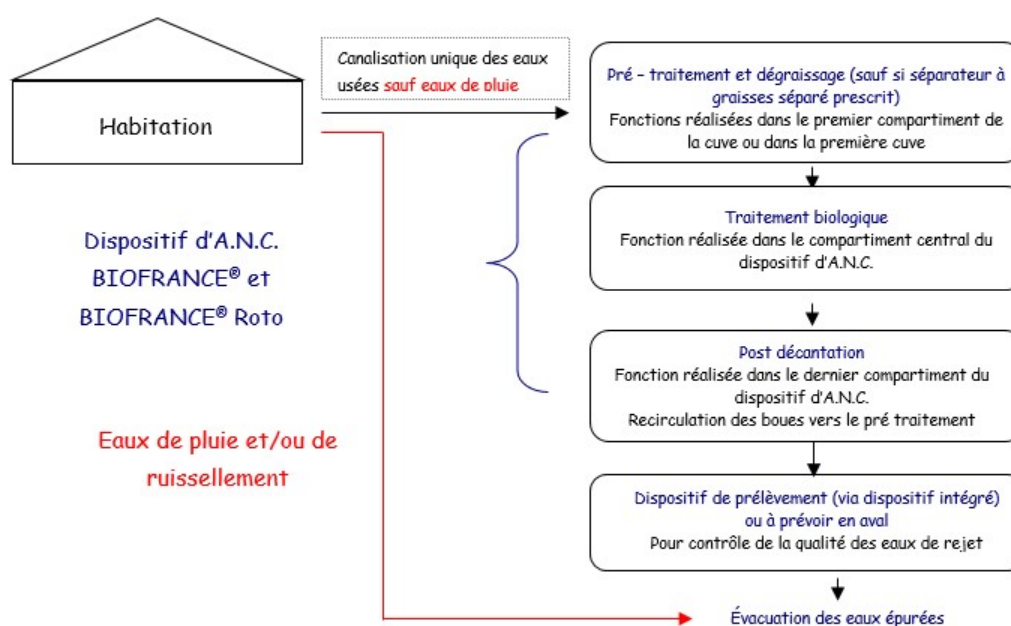 Canalisation unique des eaux
usées sauf eaux de pluie
Habitation
Pré – traitement et dégraissage (sauf si séparateur à
graisses séparé prescrit)
Fonctions réalisées dans le premier compartiment de
la cuve ou dans la première cuve
Traitement biologique
Fonction réalisée dans le compartiment central du
dispositif d'A.N.C.
Dispositif d'A.N.C.
BIOFRANCE® et
BIOFRANCE® Roto
Post décantation
Fonction réalisée dans le dernier compartiment du
dispositif d'A.N.C.
Recirculation des boues vers le pré traitement
Eaux de pluie et/ou de
ruissellement
Dispositif de prélèvement (via dispositif intégré)
ou à prévoir en aval
Pour contrôle de la qualité des eaux de rejet
Évacuation des eaux épurées